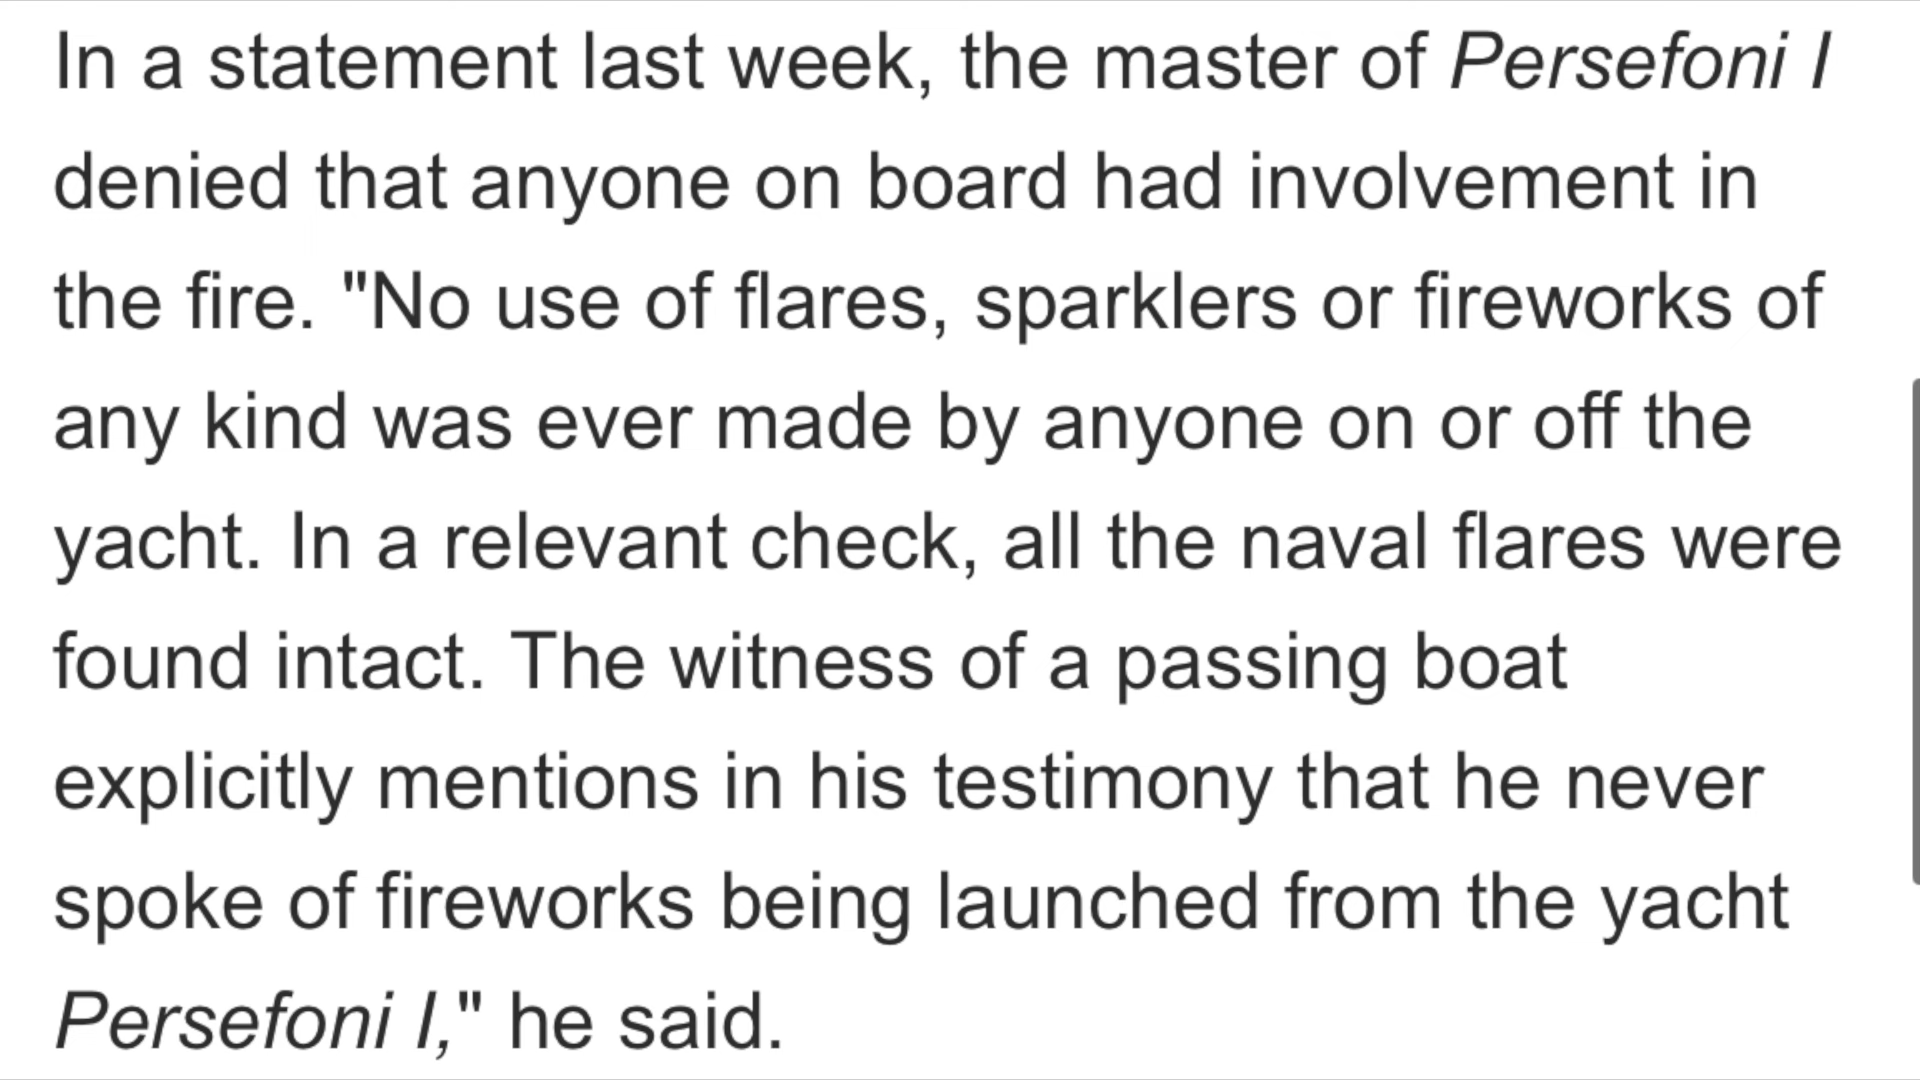 In a statement last week, the master of Persefoni I
denied that anyone on board had involvement in
the fire. "No use of flares, sparklers or fireworks of
any kind was ever made by anyone on or off the
yacht. In a relevant check, all the naval flares were
found intact. The witness of a passing boat
explicitly mentions in his testimony that he never
spoke of fireworks being launched from the yacht
Persefoni I," he said.